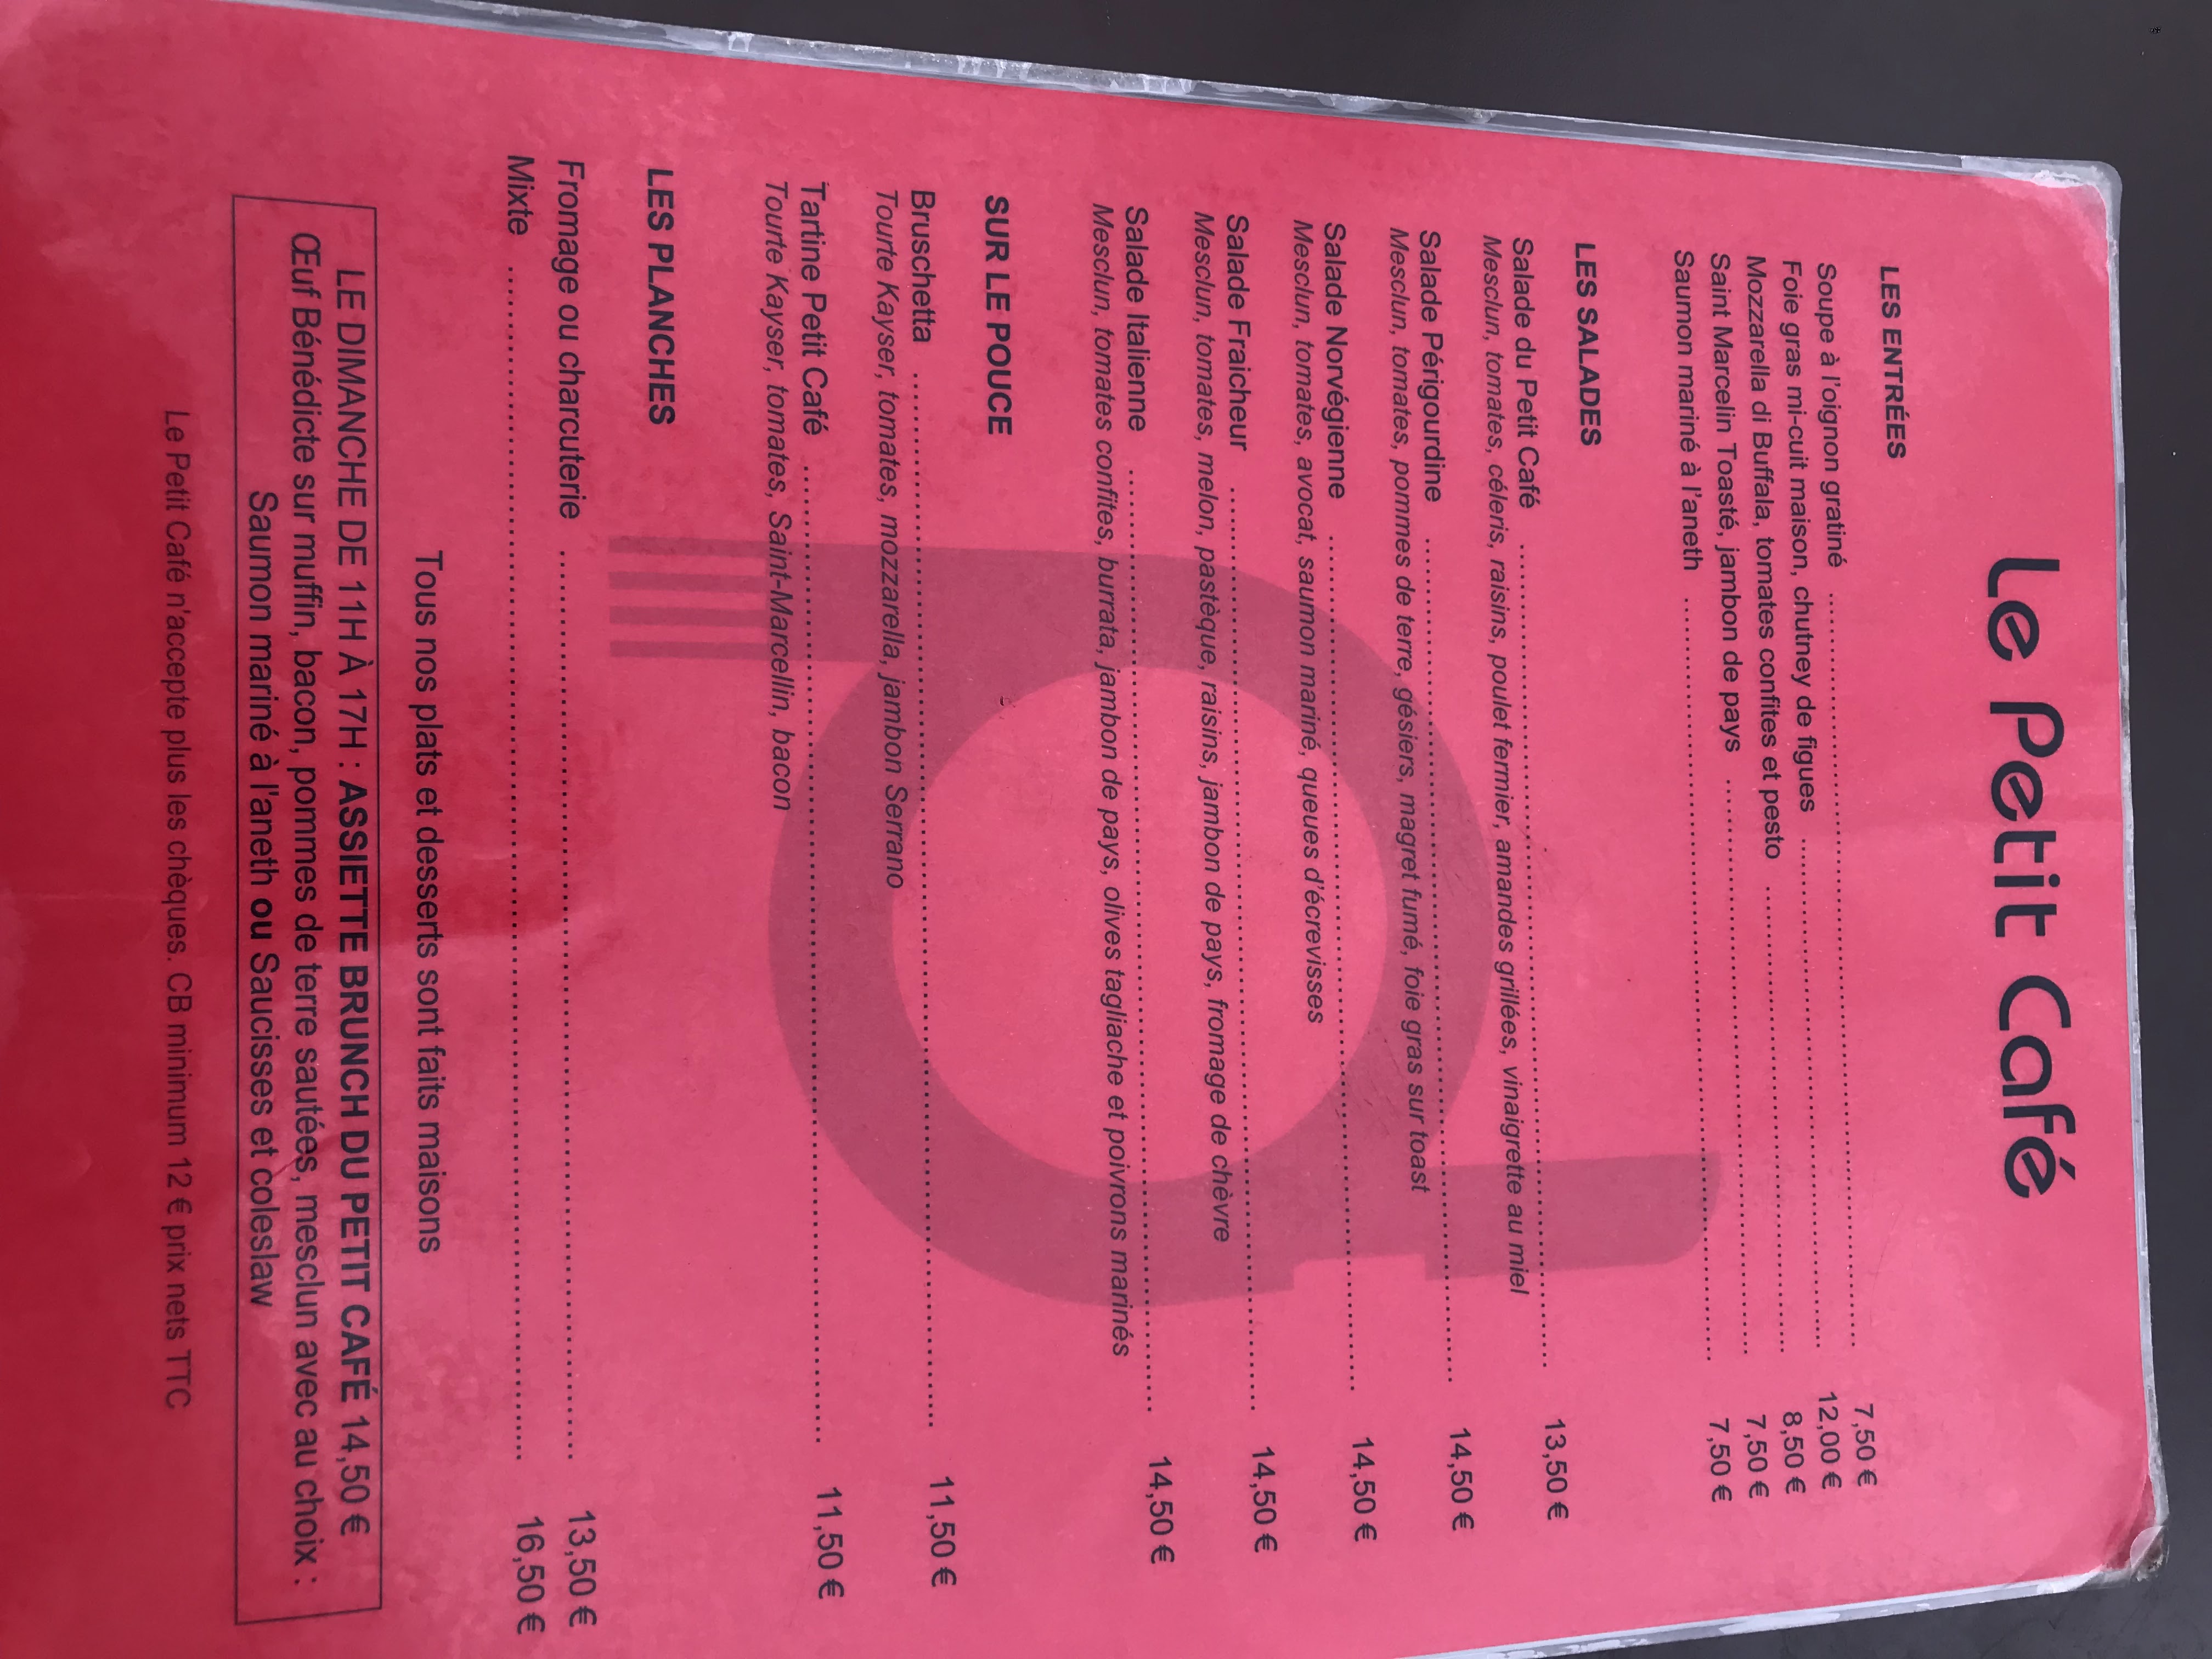 Le Petit Café
LES ENTRÉES
Soupe à l'oignon gratiné ........ 7,50 €
Foie gras mi-cuit maison, chutney de figues ........ 12,00 €
Mozzarella di Buffala, tomates confites et pesto ........ 8,50 €
Saint Marcelin Toasté, jambon de pays ........ 7,50 €
Saumon mariné à l'aneth ........ 7,50 €
LES SALADES
Salade du Petit Café ........ 13,50 €
Mesclun, tomates, céleris, raisins, poulet fermier, amandes grillées, vinaigrette au miel
Salade Périgourdine ........ 14,50 €
Mesclun, tomates, pommes de terre, gésiers, magret fumé, foie gras sur toast
Salade Norvégienne ........ 14,50 €
Mesclun, tomates, avocat, saumon mariné, queues d'écrevisses
Salade Fraicheur ........ 14,50 €
Mesclun, tomates, melon, pastèque, raisins, jambon de pays, fromage de chèvre
Salade Italienne ........ 14,50 €
Mesclun, tomates confites, burrata, jambon de pays, olives tagliache et poivrons marinés
SUR LE POUCE
Bruschetta ........ 11,50 €
Tourte Kayser, tomates, mozzarella, jambon Serrano
Tartine Petit Café ........ 11,50 €
Tourte Kayser, tomates, Saint-Marcellin, bacon
LES PLANCHES
Fromage ou charcuterie ........ 13,50 €
Mixte ........ 16,50 €
Tous nos plats et desserts sont faits maisons
LE DIMANCHE DE 11H À 17H : ASSIETTE BRUNCH DU PETIT CAFÉ 14,50 €
Œuf Bénédicte sur muffin, bacon, pommes de terre sautées, mesclun avec au choix :
Saumon mariné à l'aneth ou Saucisses et coleslaw
Le Petit Café n'accepte plus les chèques. CB minimum 12 € prix nets TTC